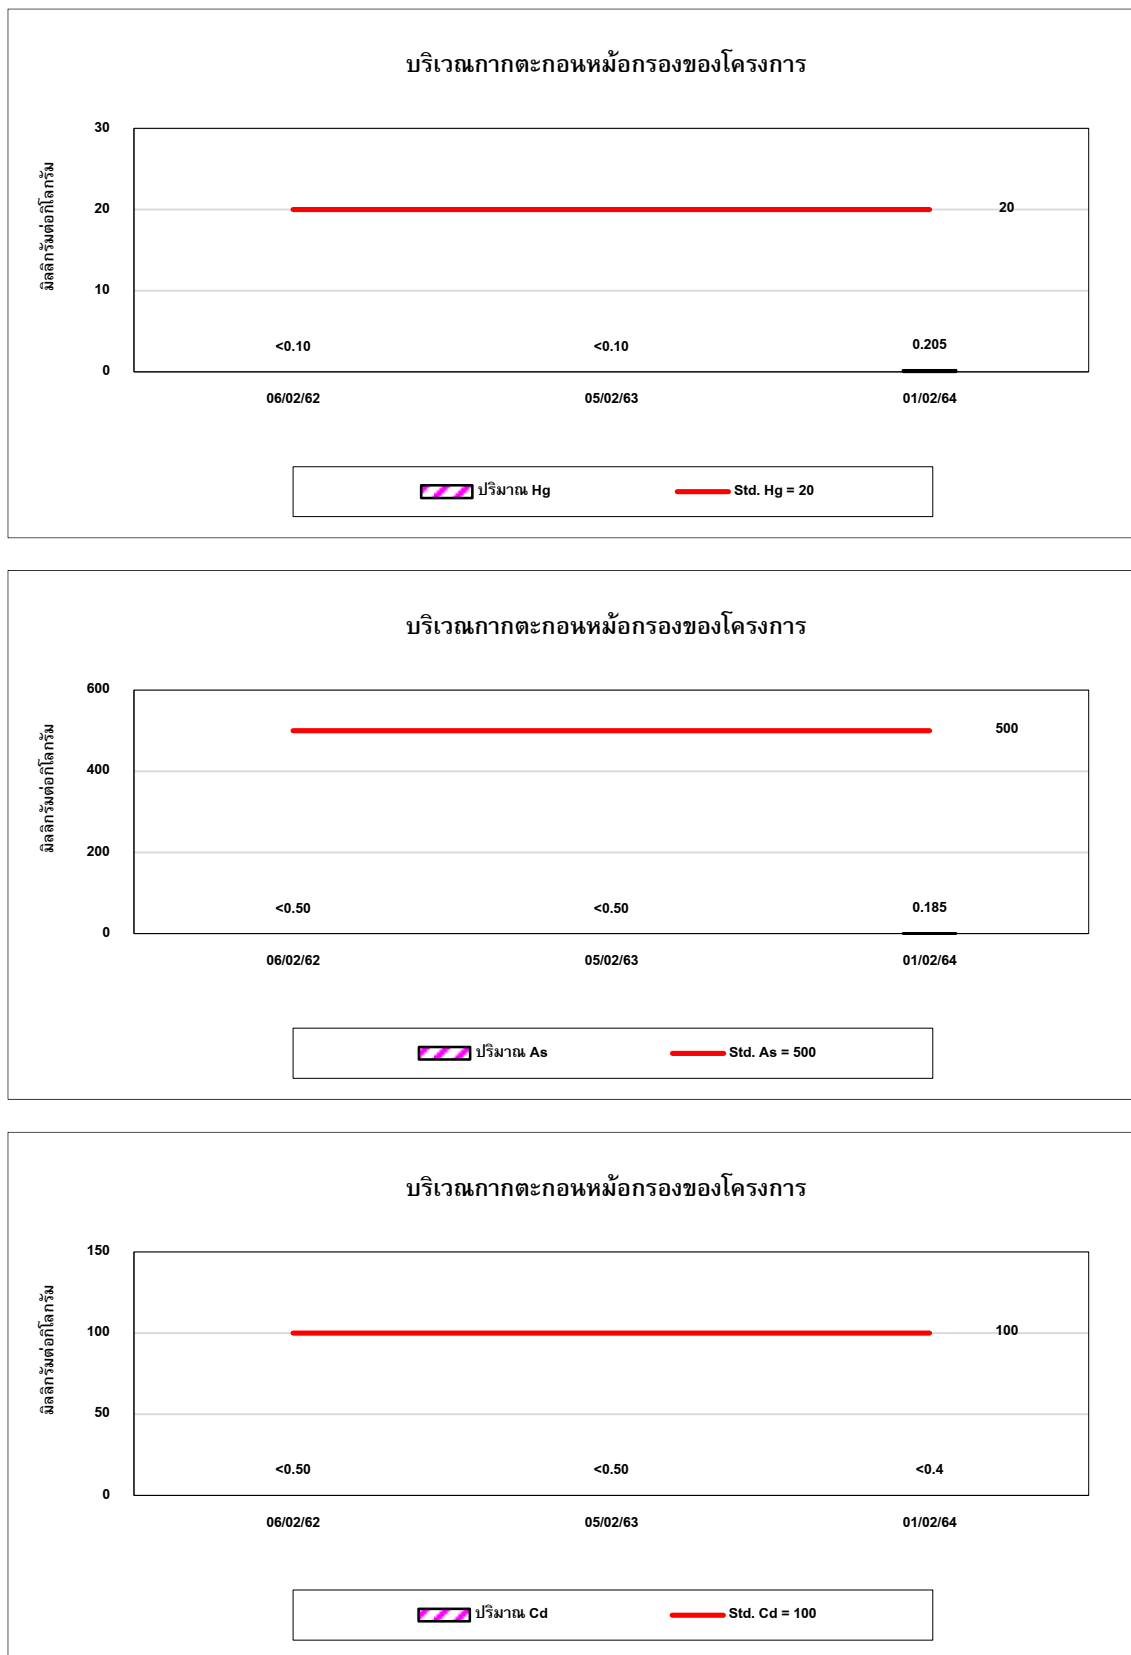 บริเวณกากตะกอนหม้อกรองของโครงการ
มิลลิกรัมต่อกิโลกรัม
30
20
20
10
<0.10
<0.10
0.205
0
06/02/62
05/02/63
01/02/64
ปริมาณ Hg
Std. Hg = 20
บริเวณกากตะกอนหม้อกรองของโครงการ
มิลลิกรัมต่อกิโลกรัม
600
500
400
200
<0.50
<0.50
0.185
0
06/02/62
05/02/63
01/02/64
ปริมาณ As
Std. As = 500
บริเวณกากตะกอนหม้อกรองของโครงการ
มิลลิกรัมต่อกิโลกรัม
150
100
100
50
<0.50
<0.50
<0.4
0
06/02/62
05/02/63
01/02/64
ปริมาณ Cd
Std. Cd = 100